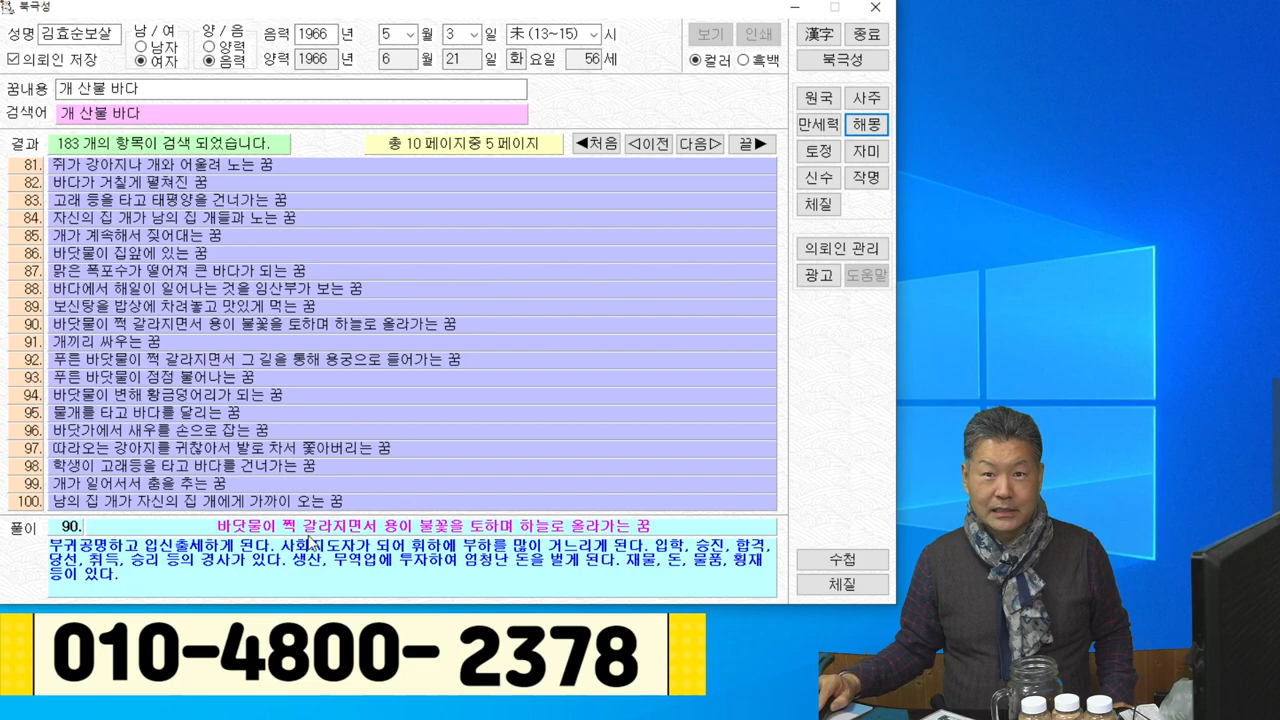 북극성
성명 김효순보살 남 / 여 양 / 음 음력 1966 년 5 월 3 일 未 (13~15) 시 보기 인쇄 漢字 종료
남자 양력
의뢰인 저장 여자 음력 양력 1966 년 6 월 21 일 화 요일 56 세 컬러 흑백 북극성
꿈내용 개 산불 바다
검색어 개 산불 바다
원국 사주
만세력 해몽
토정 자미
신수 작명
체질
의뢰인 관리
광고 도움말
결과 183 개의 항목이 검색 되었습니다. 총 10 페이지중 5 페이지 ◀처음 ◁이전 다음▷ 끝▶
81. 쥐가 강아지나 개와 어울려 노는 꿈
82. 바다가 거칠게 펼쳐진 꿈
83. 고래 등을 타고 태평양을 건너가는 꿈
84. 자신의 집 개가 남의 집 개들과 노는 꿈
85. 개가 계속해서 짖어대는 꿈
86. 바닷물이 집앞에 있는 꿈
87. 맑은 폭포수가 떨어져 큰 바다가 되는 꿈
88. 바다에서 해일이 일어나는 것을 임산부가 보는 꿈
89. 보신탕을 밥상에 차려놓고 맛있게 먹는 꿈
90. 바닷물이 쩍 갈라지면서 용이 불꽃을 토하며 하늘로 올라가는 꿈
91. 개끼리 싸우는 꿈
92. 푸른 바닷물이 쩍 갈라지면서 그 길을 통해 용궁으로 들어가는 꿈
93. 푸른 바닷물이 점점 불어나는 꿈
94. 바닷물이 변해 황금덩어리가 되는 꿈
95. 물개를 타고 바다를 달리는 꿈
96. 바닷가에서 새우를 손으로 잡는 꿈
97. 따라오는 강아지를 귀찮아서 발로 차서 쫓아버리는 꿈
98. 학생이 고래등을 타고 바다를 건너가는 꿈
99. 개가 일어서서 춤을 추는 꿈
100. 남의 집 개가 자신의 집 개에게 가까이 오는 꿈
풀이 90. 바닷물이 쩍 갈라지면서 용이 불꽃을 토하며 하늘로 올라가는 꿈
부귀공명하고 입신출세하게 된다. 사회지도자가 되어 휘하에 부하를 많이 거느리게 된다. 입학, 승진, 합격,
당선, 취득, 승리 등의 경사가 있다. 생산, 무역업에 투자하여 엄청난 돈을 벌게 된다. 재물, 돈, 물품, 횡재
등이 있다.
수첩
체질
010-4800-2378